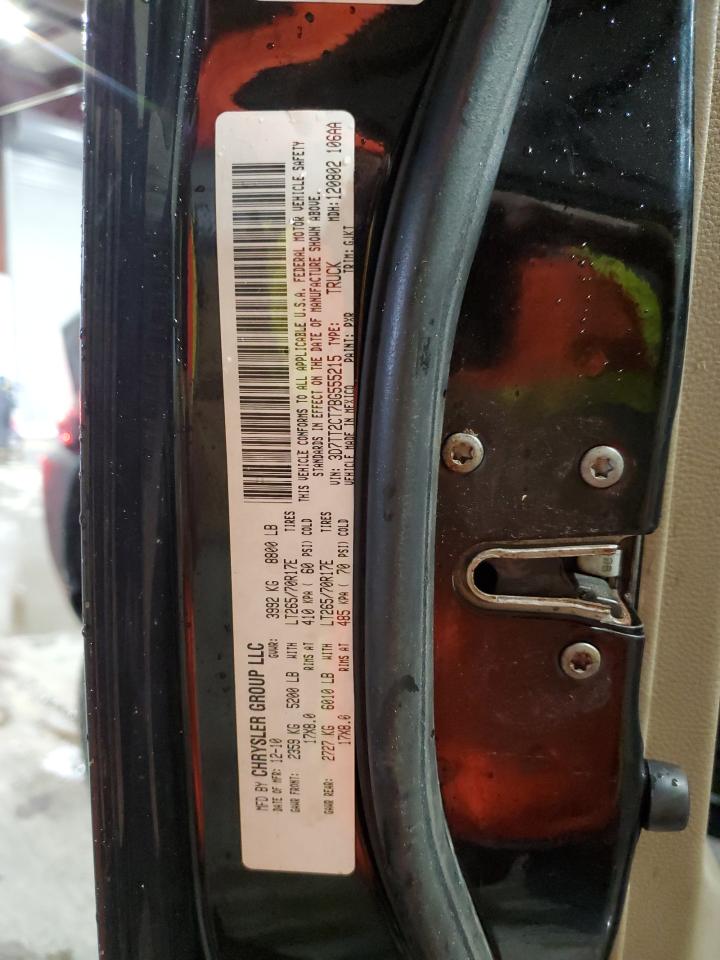 MFD BY CHRYSLER GROUP LLC
DATE OF MFR: 12-10 GVWR: 3992 KG 8800 LB
GAWR FRONT: 2359 KG 5200 LB WITH LT265/70R17E TIRES
17X8.0 RIMS AT 410 KPA ( 60 PSI) COLD
GAWR REAR: 2727 KG 6010 LB WITH LT265/70R17E TIRES
17X8.0 RIMS AT 485 KPA ( 70 PSI) COLD
THIS VEHICLE CONFORMS TO ALL APPLICABLE U.S.A. FEDERAL MOTOR VEHICLE SAFETY
STANDARDS IN EFFECT ON THE DATE OF MANUFACTURE SHOWN ABOVE.
VIN: 3D7TT2CT7BG555215 TYPE: TRUCK MDH:120802 106AA
VEHICLE MADE IN MEXICO PAINT: PXR TRIM: GJKT